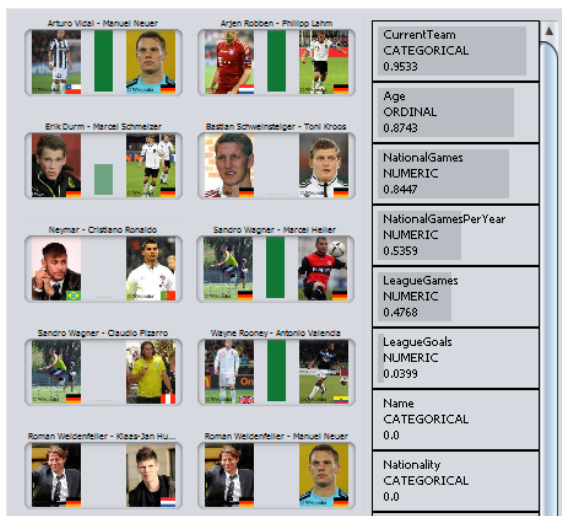 Arturo Vidal - Manuel Neuer
Arjen Robben - Philipp Lahm
Erik Durm - Marcel Schmelzer
Bastian Schweinsteiger - Toni Kroos
Neymar - Cristiano Ronaldo
Sandro Wagner - Marcel Heller
Sandro Wagner - Claudio Pizarro
Wayne Rooney - Antonio Valencia
Roman Weidenfeller - Klaas-Jan Hu...
Roman Weidenfeller - Manuel Neuer
CurrentTeam
CATEGORICAL
0.9533
Age
ORDINAL
0.8743
NationalGames
NUMERIC
0.8447
NationalGamesPerYear
NUMERIC
0.5359
LeagueGames
NUMERIC
0.4768
LeagueGoals
NUMERIC
0.0399
Name
CATEGORICAL
0.0
Nationality
CATEGORICAL
0.0